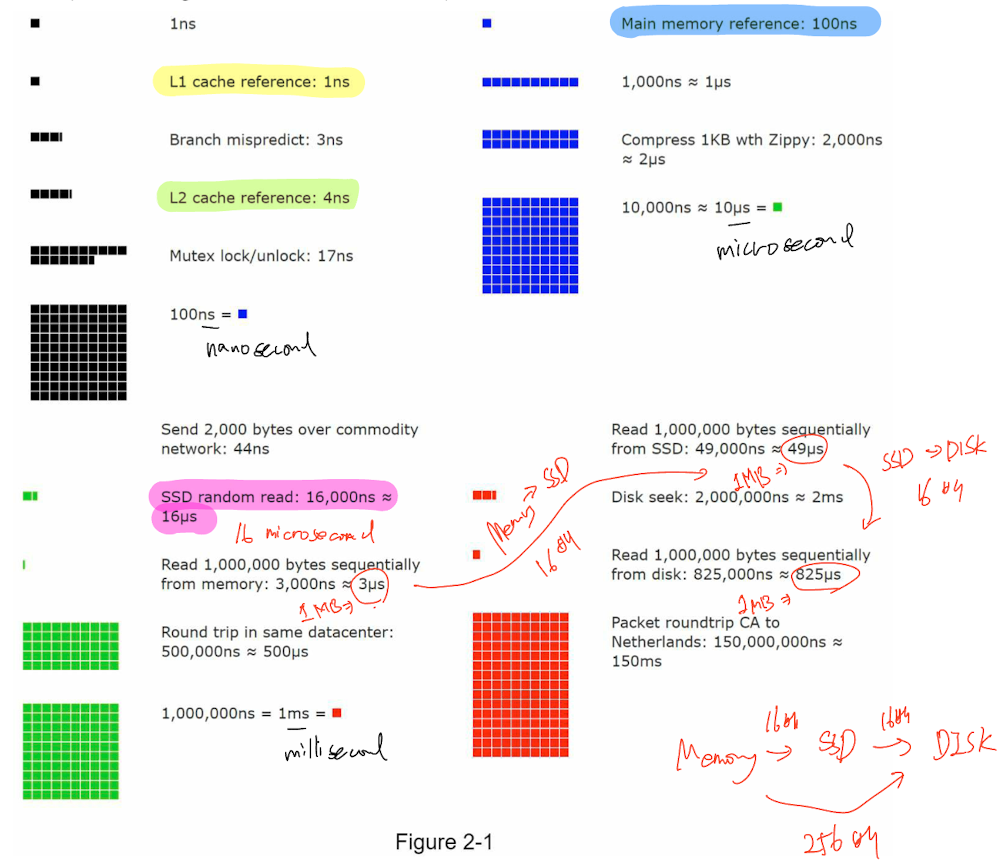 1ns
L1 cache reference: 1ns
Branch mispredict: 3ns
L2 cache reference: 4ns
Mutex lock/unlock: 17ns
100ns =
nanosecond
Main memory reference: 100ns
1,000ns ≈ 1μs
Compress 1KB wth Zippy: 2,000ns
≈ 2μs
10,000ns ≈ 10μs =
microsecond
Send 2,000 bytes over commodity
network: 44ns
SSD random read: 16,000ns ≈
16μs
16 microsecond
Read 1,000,000 bytes sequentially
from memory: 3,000ns ≈ 3μs
1MB⇒
Round trip in same datacenter:
500,000ns ≈ 500μs
1,000,000ns = 1ms =
millisecond
Memory → SSD
16배
Read 1,000,000 bytes sequentially
from SSD: 49,000ns ≈ 49μs
1MB⇒
SSD → DISK
16배
Disk seek: 2,000,000ns ≈ 2ms
Read 1,000,000 bytes sequentially
from disk: 825,000ns ≈ 825μs
1MB⇒
Packet roundtrip CA to
Netherlands: 150,000,000ns ≈
150ms
16배 16배
Memory → SSD → DISK
256배
Figure 2-1